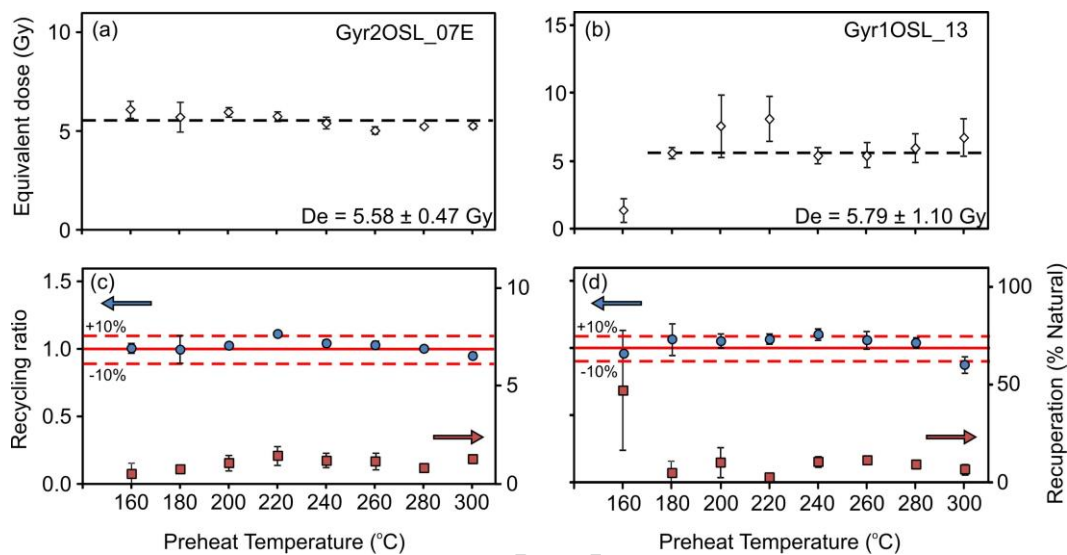 (a)
Gyr2OSL_07E
10
5
0
Equivalent dose (Gy)
De = 5.58 ± 0.47 Gy
(b)
Gyr1OSL_13
15
10
5
0
De = 5.79 ± 1.10 Gy
(c)
1.5
1.0
0.5
0.0
Recycling ratio
+10%
-10%
10
5
0
160 180 200 220 240 260 280 300
Preheat Temperature (°C)
(d)
+10%
-10%
100
50
0
Recuperation (% Natural)
160 180 200 220 240 260 280 300
Preheat Temperature (°C)